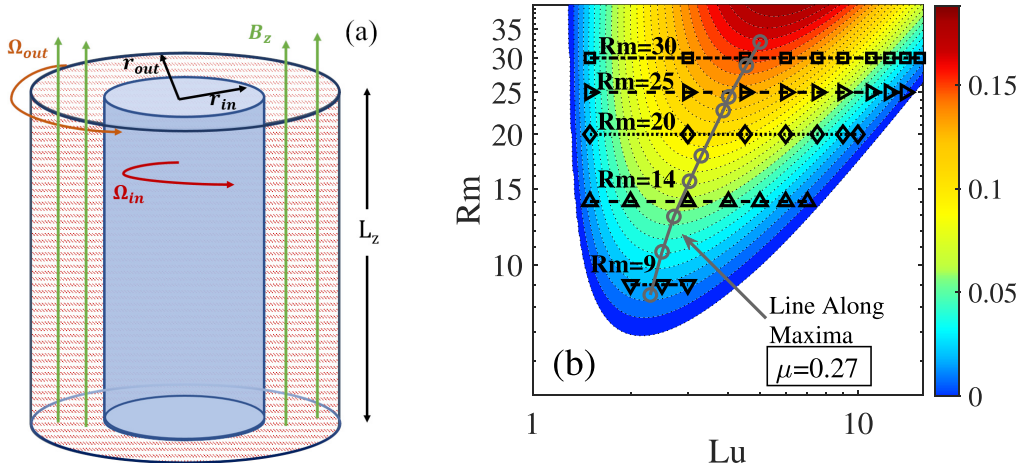 (a)
Ω_out
B_z
r_out
r_in
Ω_in
L_z
Rm
35
30
25
20
15
10
Rm=30
Rm=25
Rm=20
Rm=14
Rm=9
Line Along
Maxima
μ=0.27
(b)
1
10
Lu
0.15
0.1
0.05
0